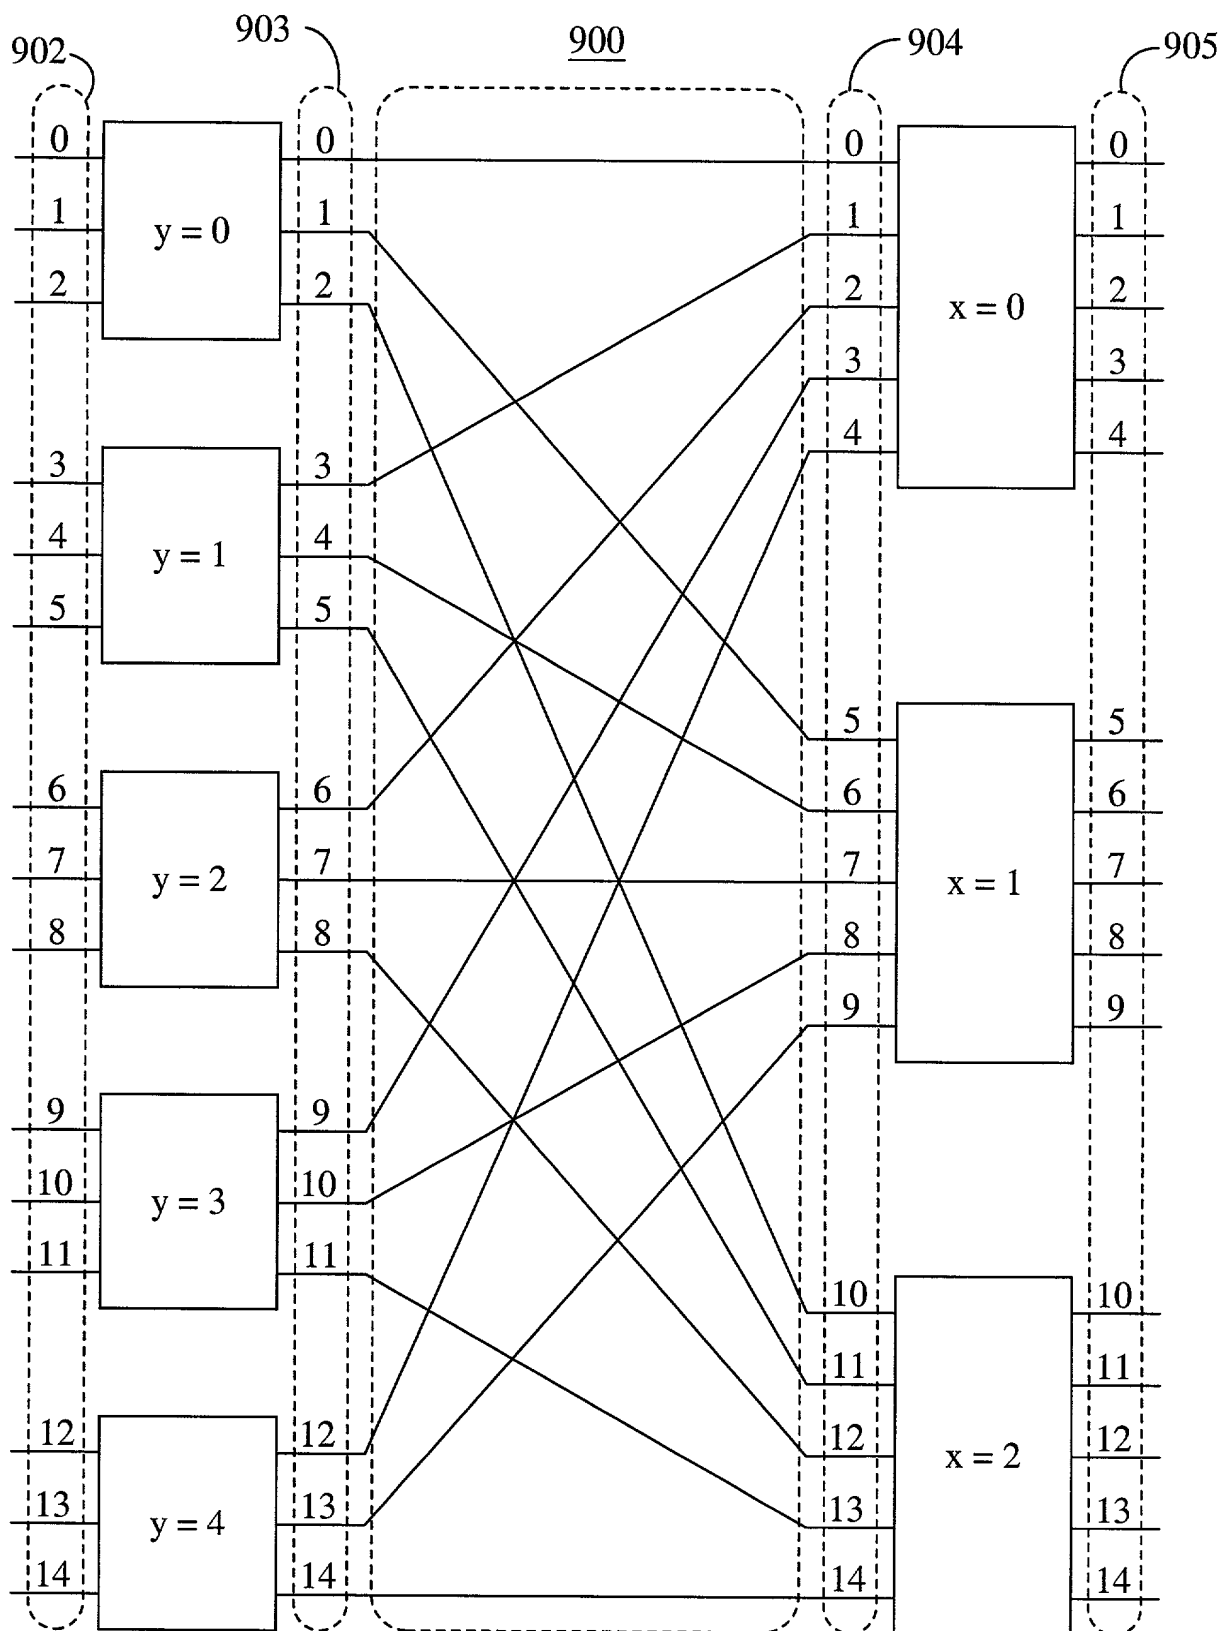 902 903 900 904 905
0 0 0 0
1 y = 0 1 1 1
2 2 2 x = 0 2
3 3
4 4
3 3
4 y = 1 4
5 5
5 5
6 6 6 6
7 y = 2 7 7 x = 1 7
8 8 8 8
9 9
9 9
10 y = 3 10
11 11
10 10
11 11
12 12 12 x = 2 12
13 y = 4 13 13 13
14 14 14 14